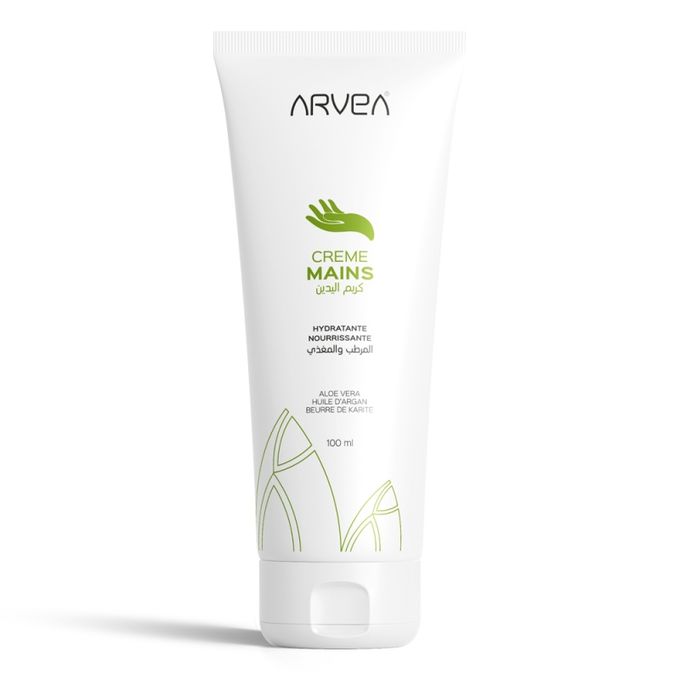 ARVEA®
CREME
MAINS
كريم اليدين
HYDRATANTE
NOURRISSANTE
المرطب والمغذي
ALOE VERA
HUILE D'ARGAN
BEURRE DE KARITE
100 ml